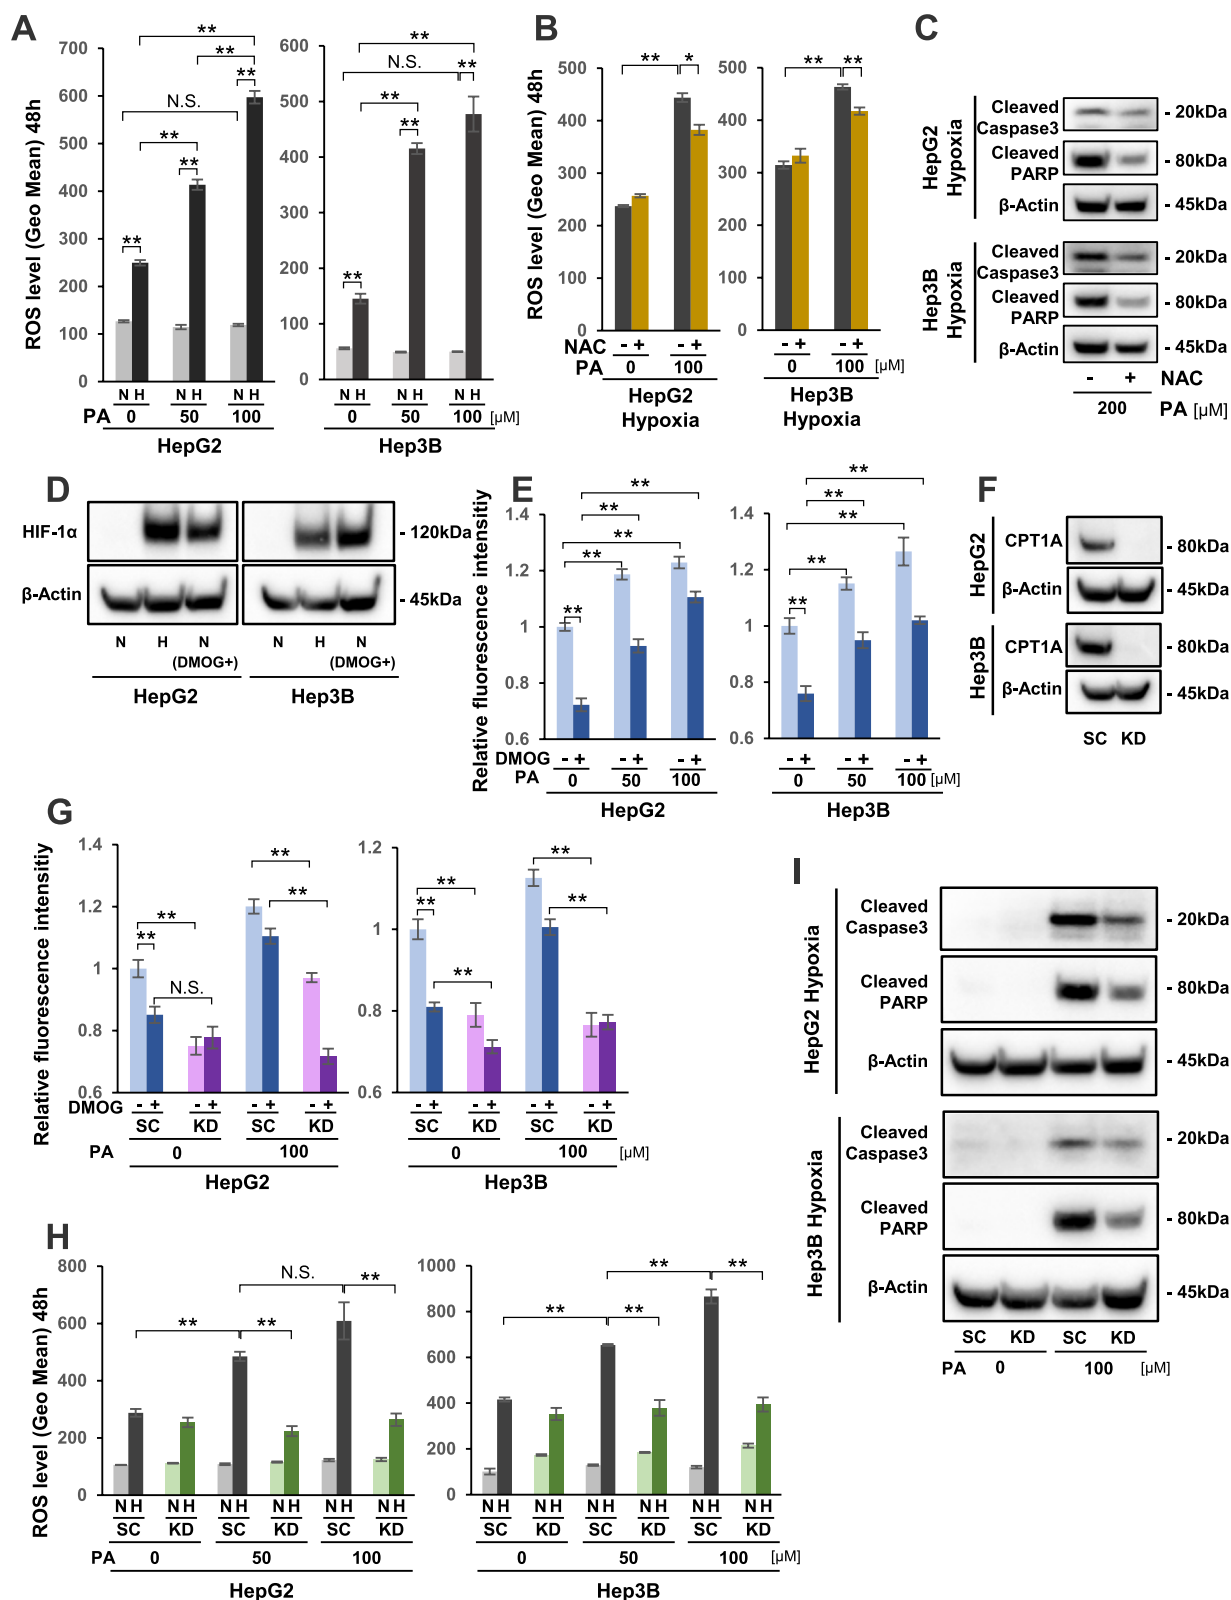 A
ROS level (Geo Mean) 48h
700
600
500
400
300
200
100
0
**
**
**
N.S.
**
**
**
N H
N H
N H
PA
0
50
100
HepG2
600
500
400
300
200
100
0
**
N.S.
**
**
**
**
N H
N H
N H
0
50
100
[µM]
Hep3B
B
ROS level (Geo Mean) 48h
500
400
300
200
100
0
**
*
NAC
- +
- +
PA
0
100
HepG2
Hypoxia
500
400
300
200
100
0
**
**
- +
- +
0
100
[µM]
Hep3B
Hypoxia
C
HepG2
Hypoxia
Cleaved
Caspase3
- 20kDa
Cleaved
PARP
- 80kDa
β-Actin
- 45kDa
Hep3B
Hypoxia
Cleaved
Caspase3
- 20kDa
Cleaved
PARP
- 80kDa
β-Actin
- 45kDa
- +
NAC
200
PA [µM]
D
HIF-1α
- 120kDa
β-Actin
- 45kDa
N H N
(DMOG+)
N H N
(DMOG+)
HepG2
Hep3B
E
Relative fluorescence intensitiy
1.4
1.2
1
0.8
0.6
**
**
**
**
**
DMOG
- +
- +
- +
PA
0
50
100
HepG2
1.4
1.2
1
0.8
0.6
**
**
**
**
**
- +
- +
- +
0
50
100
[µM]
Hep3B
F
HepG2
CPT1A
- 80kDa
β-Actin
- 45kDa
Hep3B
CPT1A
- 80kDa
β-Actin
- 45kDa
SC KD
G
Relative fluorescence intensitiy
1.4
1.2
1
0.8
0.6
**
**
**
**
N.S.
DMOG
- +
- +
- +
- +
SC
KD
SC
KD
PA
0
100
HepG2
1.2
1
0.8
0.6
**
**
**
**
**
- +
- +
- +
- +
SC
KD
SC
KD
0
100
[µM]
Hep3B
H
ROS level (Geo Mean) 48h
800
600
400
200
0
N.S.
**
**
**
N H
N H
N H
N H
N H
N H
SC
KD
SC
KD
SC
KD
PA
0
50
100
HepG2
1000
800
600
400
200
0
**
**
**
**
N H
N H
N H
N H
N H
N H
SC
KD
SC
KD
SC
KD
0
50
100
[µM]
Hep3B
I
HepG2 Hypoxia
Cleaved
Caspase3
- 20kDa
Cleaved
PARP
- 80kDa
β-Actin
- 45kDa
Hep3B Hypoxia
Cleaved
Caspase3
- 20kDa
Cleaved
PARP
- 80kDa
β-Actin
- 45kDa
SC KD SC KD
PA
0
100
[µM]